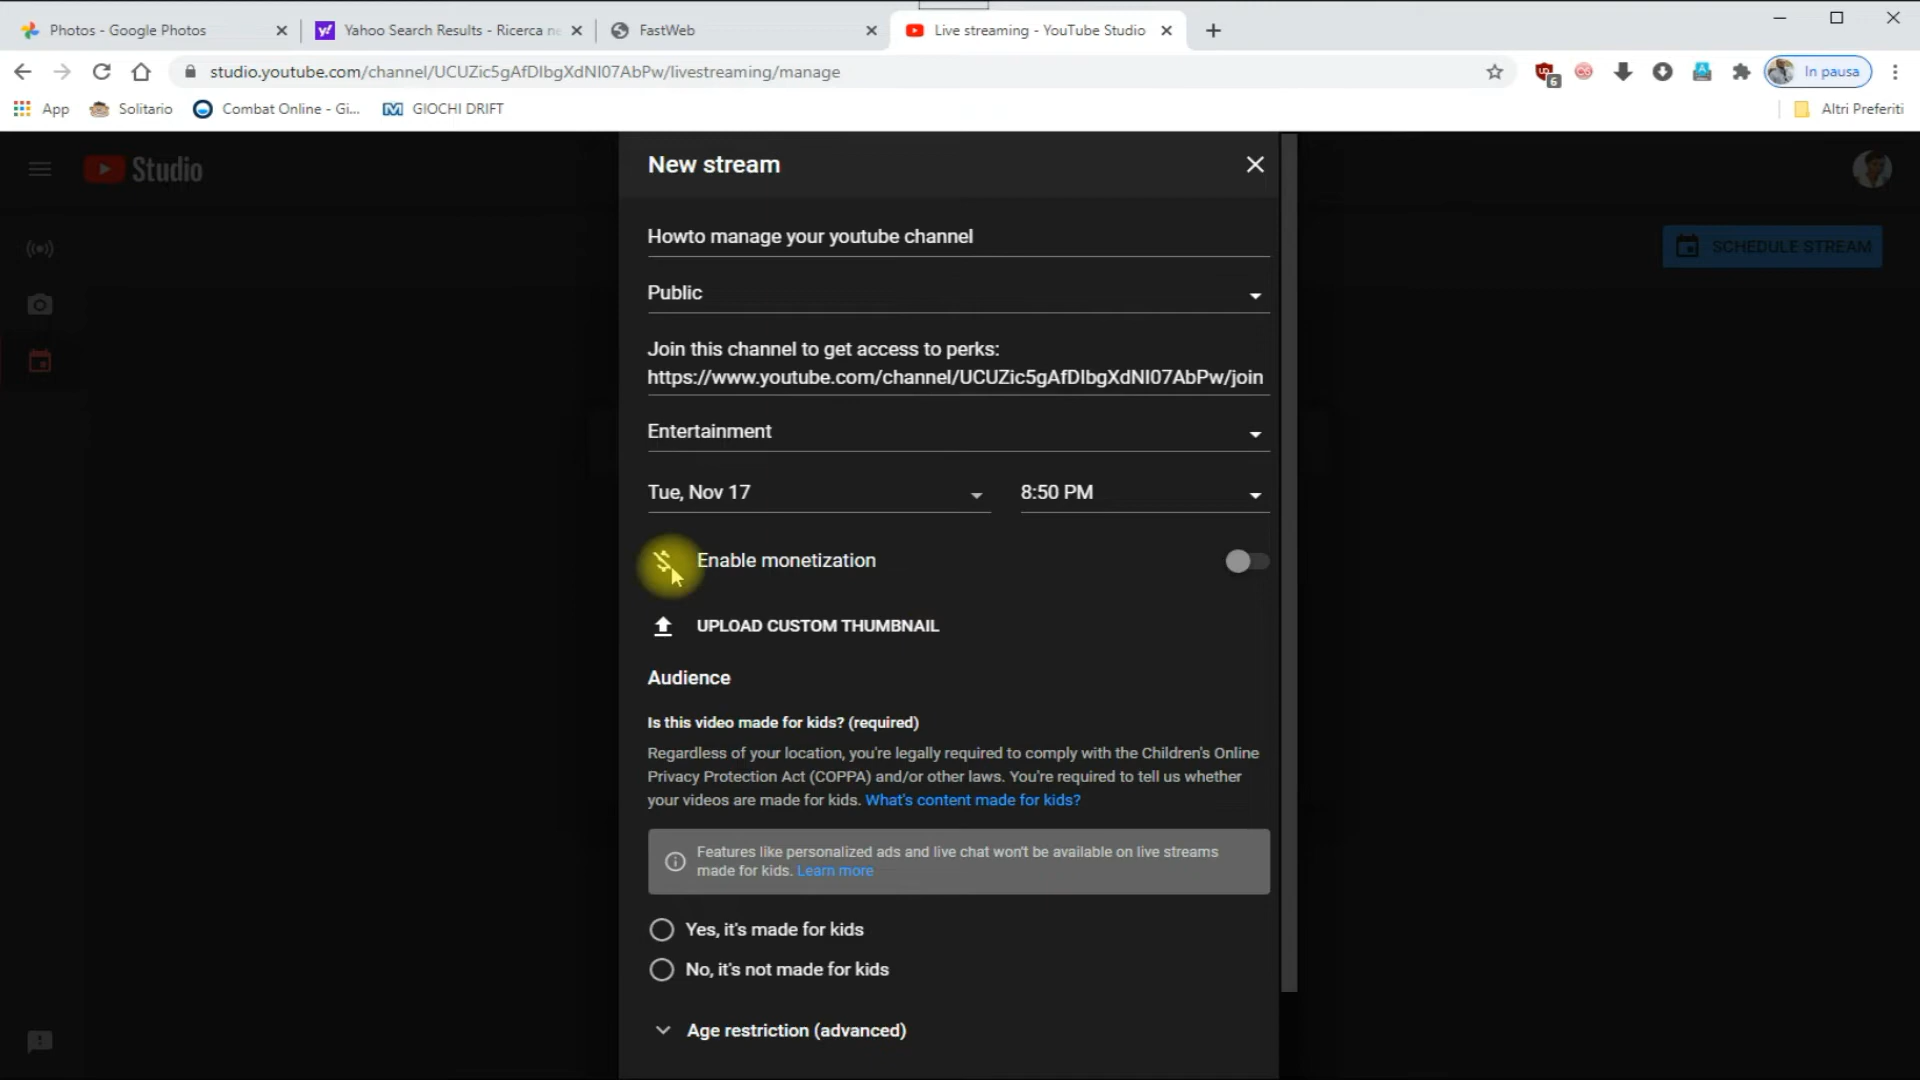 Photos - Google Photos
Yahoo Search Results - Ricerca ne
FastWeb
Live streaming - YouTube Studio
studio.youtube.com/channel/UCUZic5gAfDIbgXdNI07AbPw/livestreaming/manage
6
In pausa
App
Solitario
Combat Online - Gi...
GIOCHI DRIFT
Altri Preferiti
Studio
SCHEDULE STREAM
New stream
Howto manage your youtube channel
Public
Join this channel to get access to perks:
https://www.youtube.com/channel/UCUZic5gAfDIbgXdNI07AbPw/join
Entertainment
Tue, Nov 17
8:50 PM
Enable monetization
UPLOAD CUSTOM THUMBNAIL
Audience
Is this video made for kids? (required)
Regardless of your location, you're legally required to comply with the Children's Online
Privacy Protection Act (COPPA) and/or other laws. You're required to tell us whether
your videos are made for kids. What's content made for kids?
Features like personalized ads and live chat won't be available on live streams
made for kids. Learn more
Yes, it's made for kids
No, it's not made for kids
Age restriction (advanced)